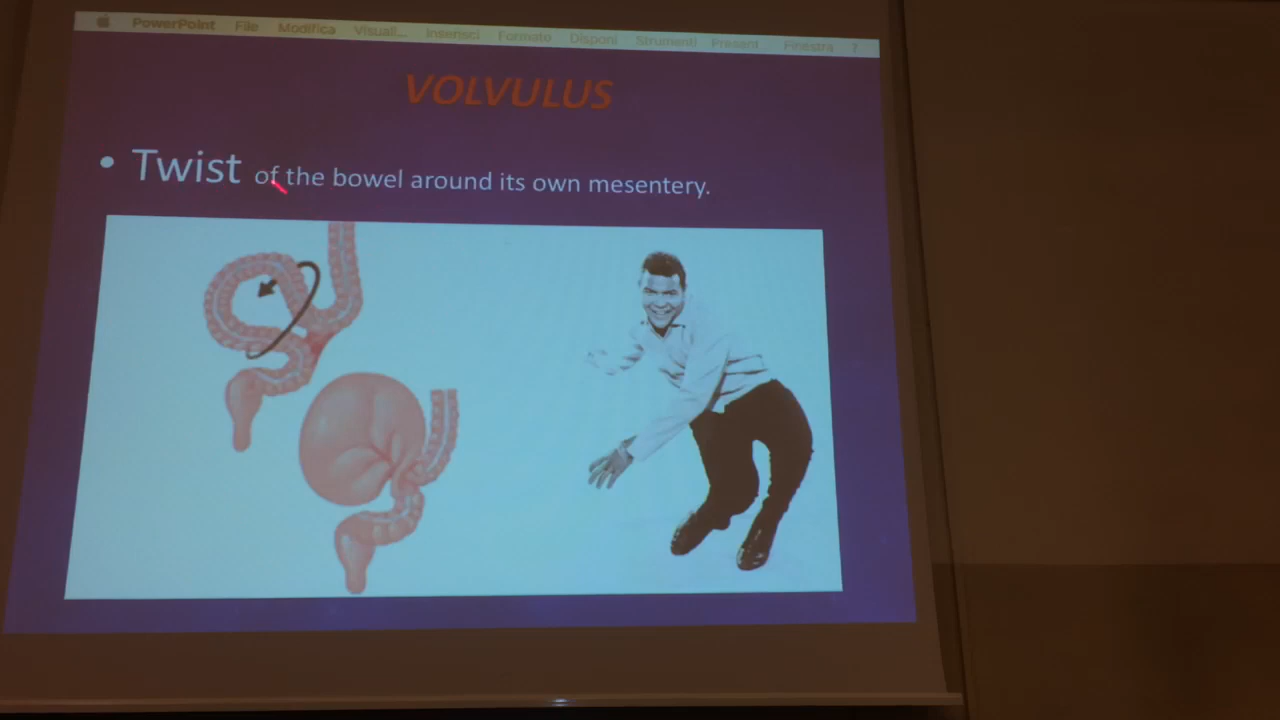 PowerPoint File Modifica Visuali... Inserisci Formato Disponi Strumenti Present... Finestra ?
VOLVULUS
• Twist of the bowel around its own mesentery.